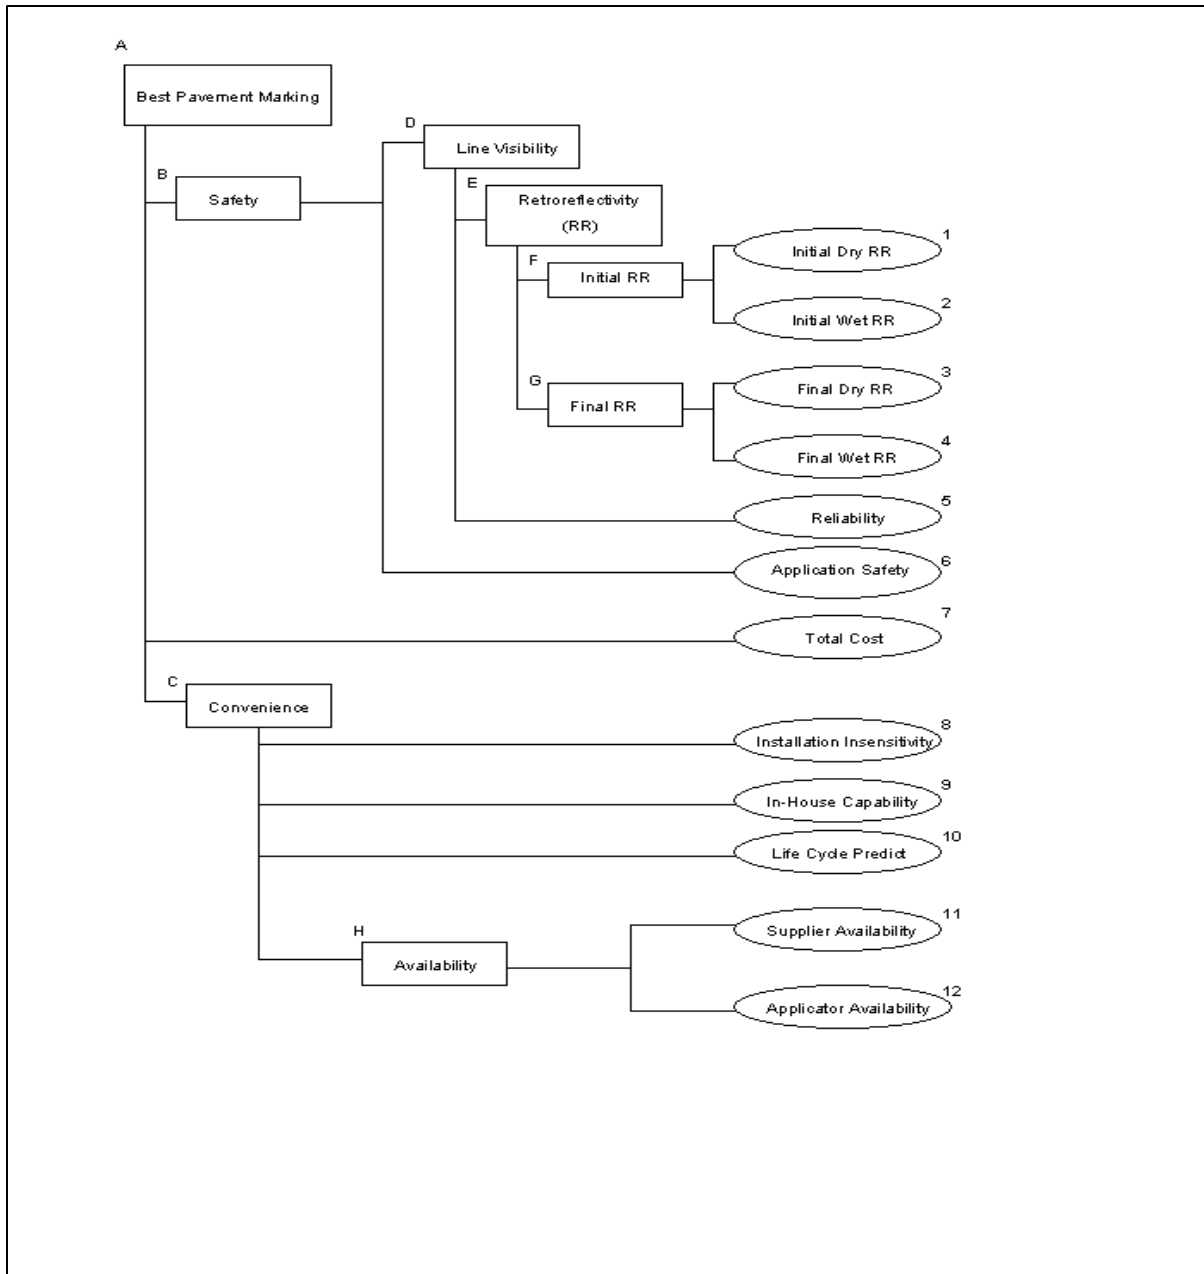 A
Best Pavement Marking
D
Line Visibility
B
Safety
E
Retroreflectivity
(RR)
1
Initial Dry RR
F
Initial RR
2
Initial Wet RR
G
Final RR
3
Final Dry RR
4
Final Wet RR
5
Reliability
6
Application Safety
7
Total Cost
C
Convenience
8
Installation Insensitivity
9
In-House Capability
10
Life Cycle Predict
H
Availability
11
Supplier Availability
12
Applicator Availability